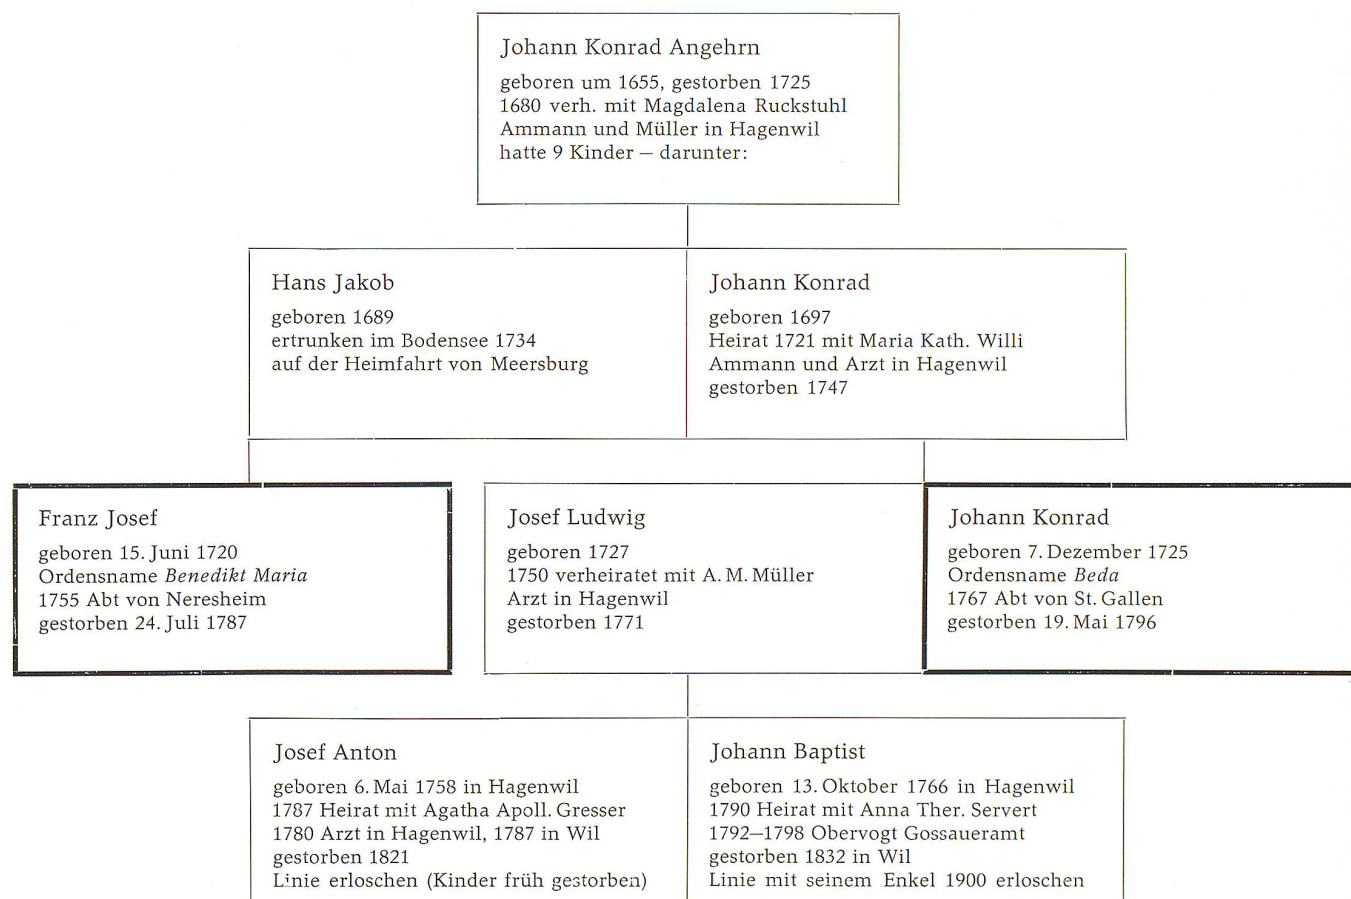 Johann Konrad Angehrn
geboren um 1655, gestorben 1725
1680 verh. mit Magdalena Ruckstuhl
Ammann und Müller in Hagenwil
hatte 9 Kinder – darunter:
Hans Jakob
geboren 1689
ertrunken im Bodensee 1734
auf der Heimfahrt von Meersburg
Johann Konrad
geboren 1697
Heirat 1721 mit Maria Kath. Willi
Ammann und Arzt in Hagenwil
gestorben 1747
Franz Josef
geboren 15. Juni 1720
Ordensname Benedikt Maria
1755 Abt von Neresheim
gestorben 24. Juli 1787
Josef Ludwig
geboren 1727
1750 verheiratet mit A. M. Müller
Arzt in Hagenwil
gestorben 1771
Johann Konrad
geboren 7. Dezember 1725
Ordensname Beda
1767 Abt von St. Gallen
gestorben 19. Mai 1796
Josef Anton
geboren 6. Mai 1758 in Hagenwil
1787 Heirat mit Agatha Apoll. Gresser
1780 Arzt in Hagenwil, 1787 in Wil
gestorben 1821
Linie erloschen (Kinder früh gestorben)
Johann Baptist
geboren 13. Oktober 1766 in Hagenwil
1790 Heirat mit Anna Ther. Servert
1792–1798 Obervogt Gossaueramt
gestorben 1832 in Wil
Linie mit seinem Enkel 1900 erloschen